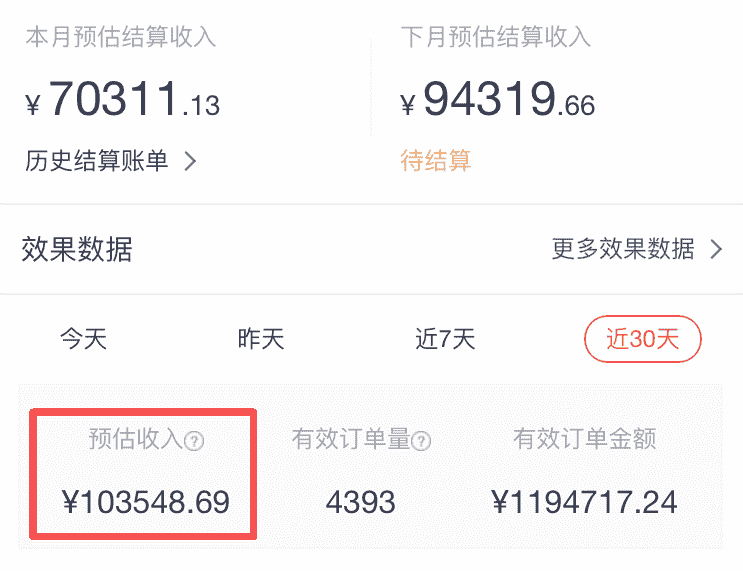 本月预估结算收入 下月预估结算收入
¥70311.13 ¥94319.66
历史结算账单 > 待结算
效果数据 更多效果数据 >
今天 昨天 近7天 近30天
预估收入? 有效订单量? 有效订单金额
¥103548.69 4393 ¥1194717.24